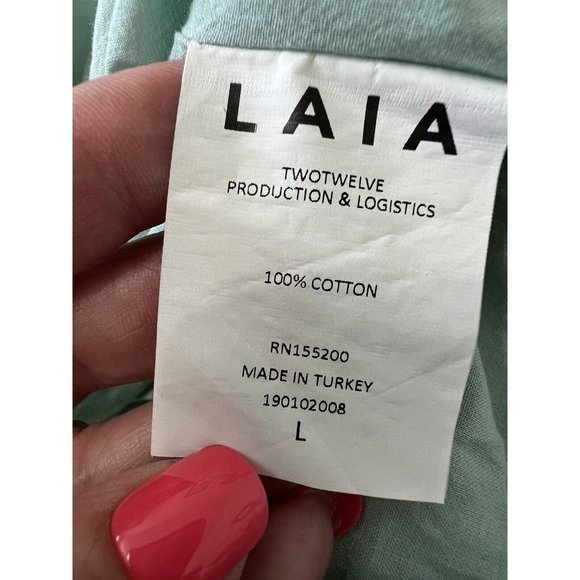 LAIA
TWOTWELVE
PRODUCTION & LOGISTICS
100% COTTON
RN155200
MADE IN TURKEY
190102008
L